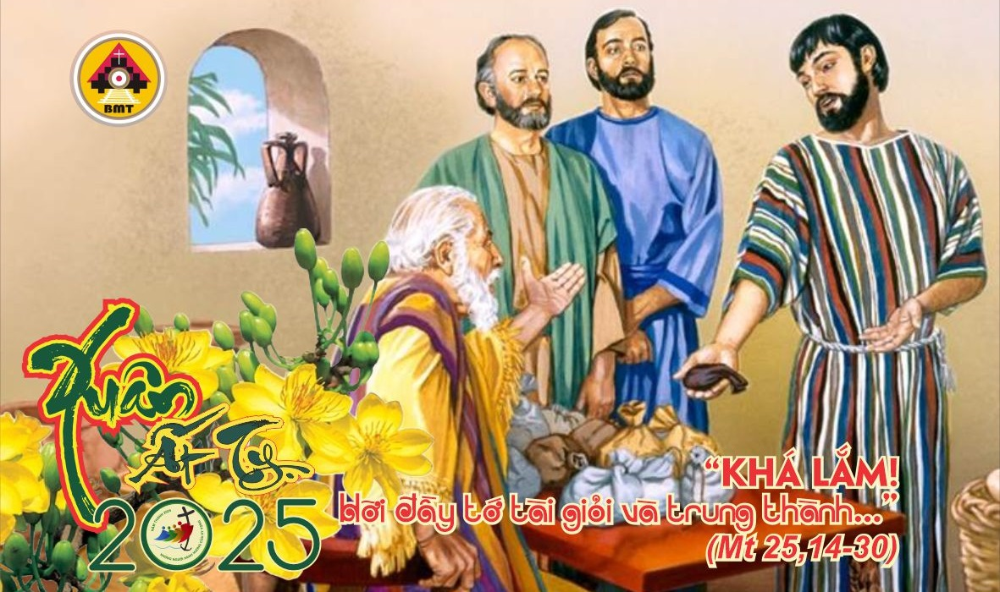 BMT
Xuân
Ất Tỵ
2025
"KHÁ LẮM!
Hỡi đầy tớ tài giỏi và trung thành..."
(Mt 25,14-30)